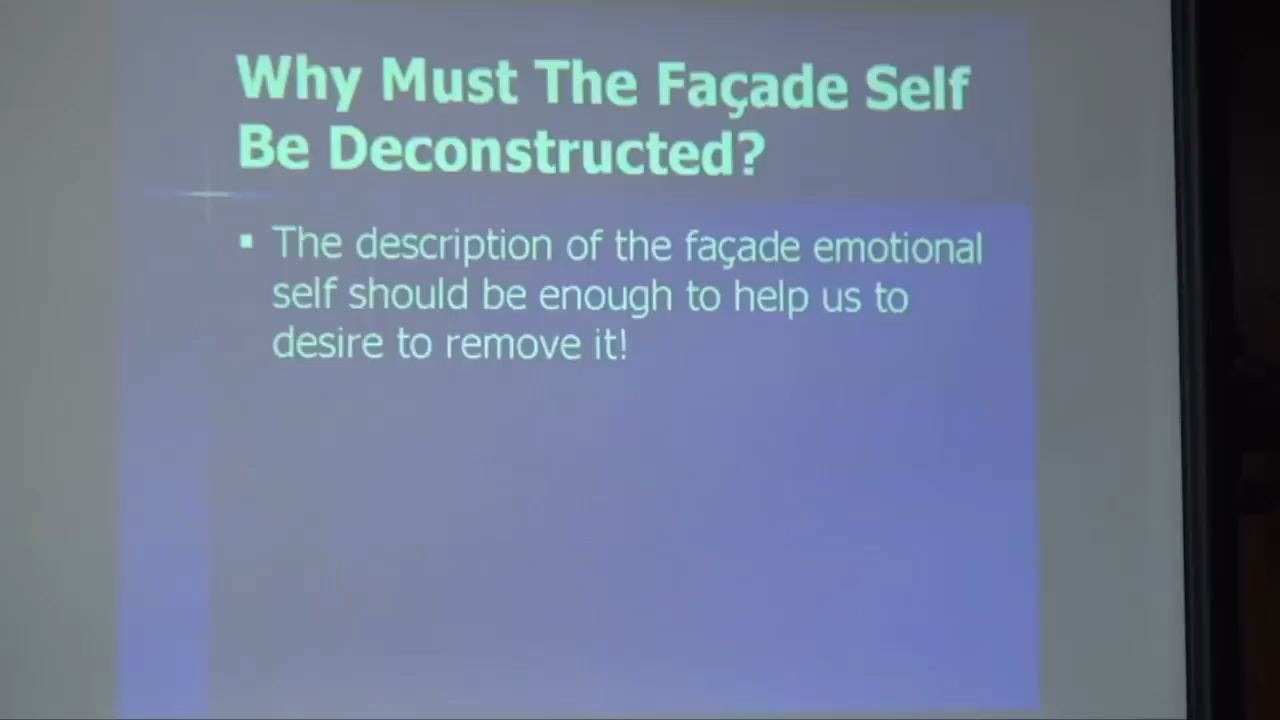 Why Must The Façade Self
Be Deconstructed?
▪ The description of the façade emotional
self should be enough to help us to
desire to remove it!